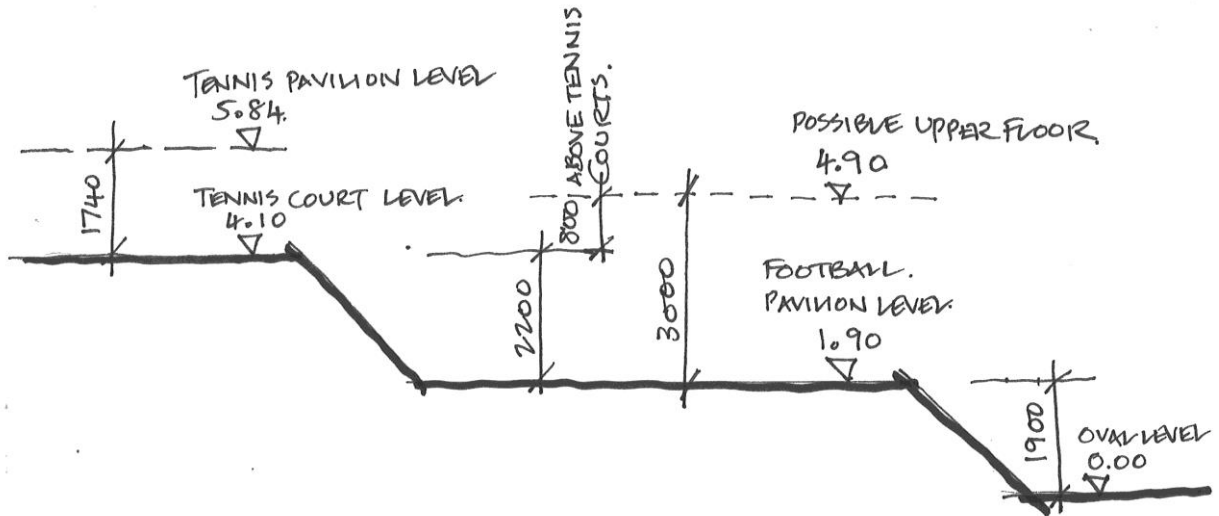 TENNIS PAVILION LEVEL
5.84.
1740
TENNIS COURT LEVEL.
4.10
800 ABOVE TENNIS
COURTS.
2200
3000
POSSIBLE UPPER FLOOR.
4.90
FOOTBALL.
PAVILION LEVEL.
1.90
1900
OVAL LEVEL
0.00